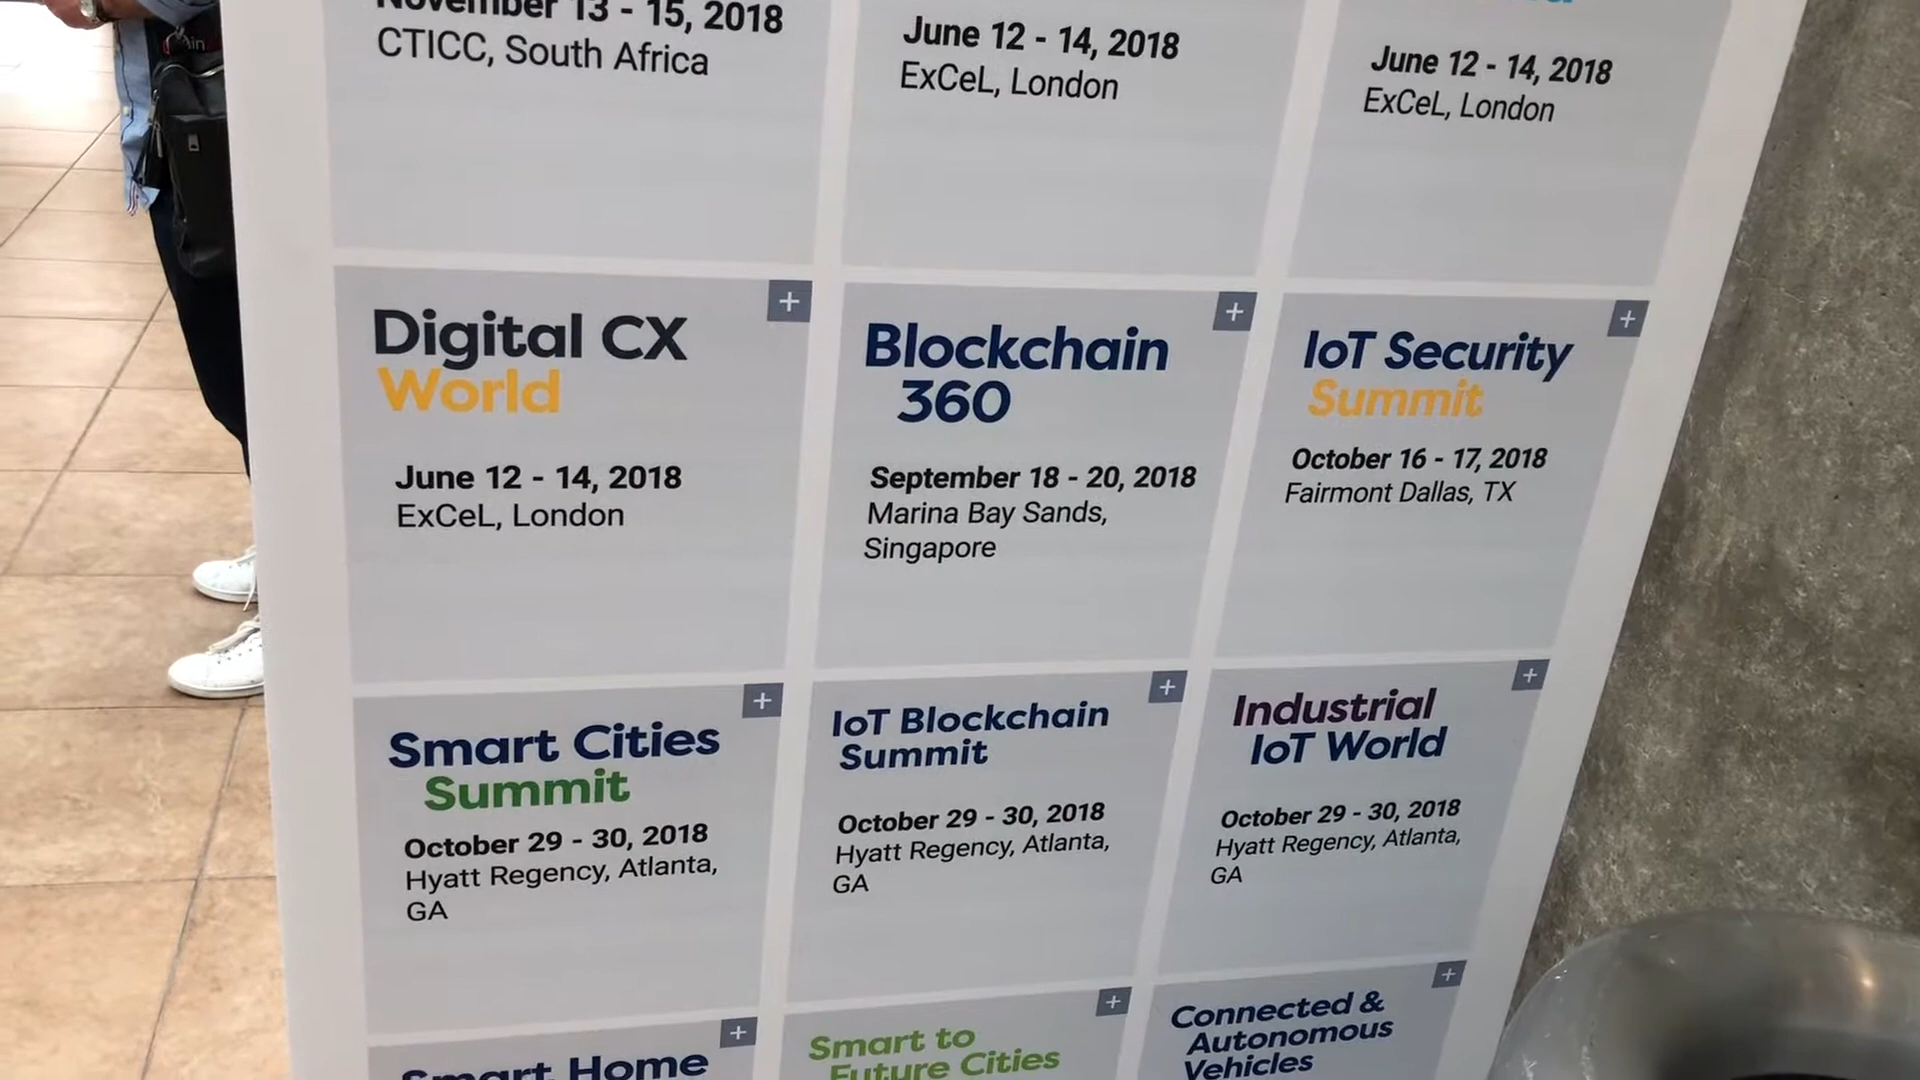 November 13 - 15, 2018
CTICC, South Africa
June 12 - 14, 2018
ExCeL, London
June 12 - 14, 2018
ExCeL, London
Digital CX
World
June 12 - 14, 2018
ExCeL, London
Blockchain
360
September 18 - 20, 2018
Marina Bay Sands,
Singapore
IoT Security
Summit
October 16 - 17, 2018
Fairmont Dallas, TX
Smart Cities
Summit
October 29 - 30, 2018
Hyatt Regency, Atlanta,
GA
IoT Blockchain
Summit
October 29 - 30, 2018
Hyatt Regency, Atlanta,
GA
Industrial
IoT World
October 29 - 30, 2018
Hyatt Regency, Atlanta,
GA
Smart Home
Smart to
Future Cities
Connected &
Autonomous
Vehicles